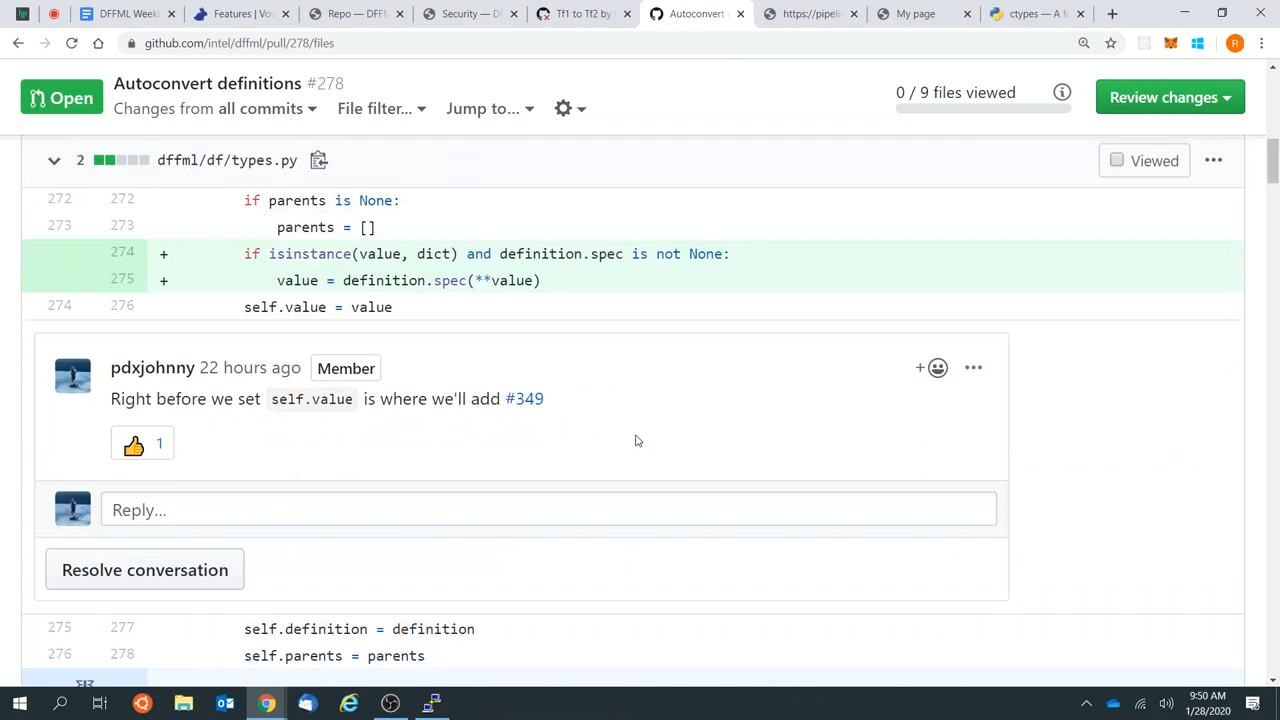 DFFML Weekly
Features | Vo
Repo — DFFM
Security — D
Tf1 to Tf2 by
Autoconvert
https://pipelin
My page
ctypes — A fo
github.com/intel/dffml/pull/278/files
R
Open
Autoconvert definitions #278
Changes from all commits
File filter...
Jump to...
0 / 9 files viewed
Review changes
2
dffml/df/types.py
Viewed
272 272 if parents is None:
273 273 parents = []
274 + if isinstance(value, dict) and definition.spec is not None:
275 + value = definition.spec(**value)
274 276 self.value = value
pdxjohnny 22 hours ago Member
Right before we set self.value is where we'll add #349
1
Reply...
Resolve conversation
275 277 self.definition = definition
276 278 self.parents = parents
9:50 AM
1/28/2020